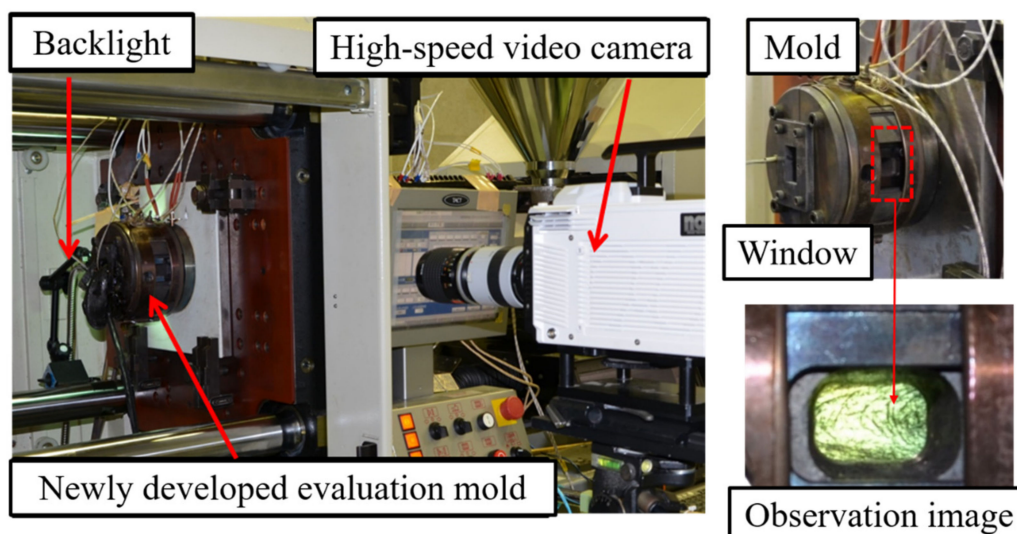 Backlight
High-speed video camera
Mold
Window
Newly developed evaluation mold
Observation image